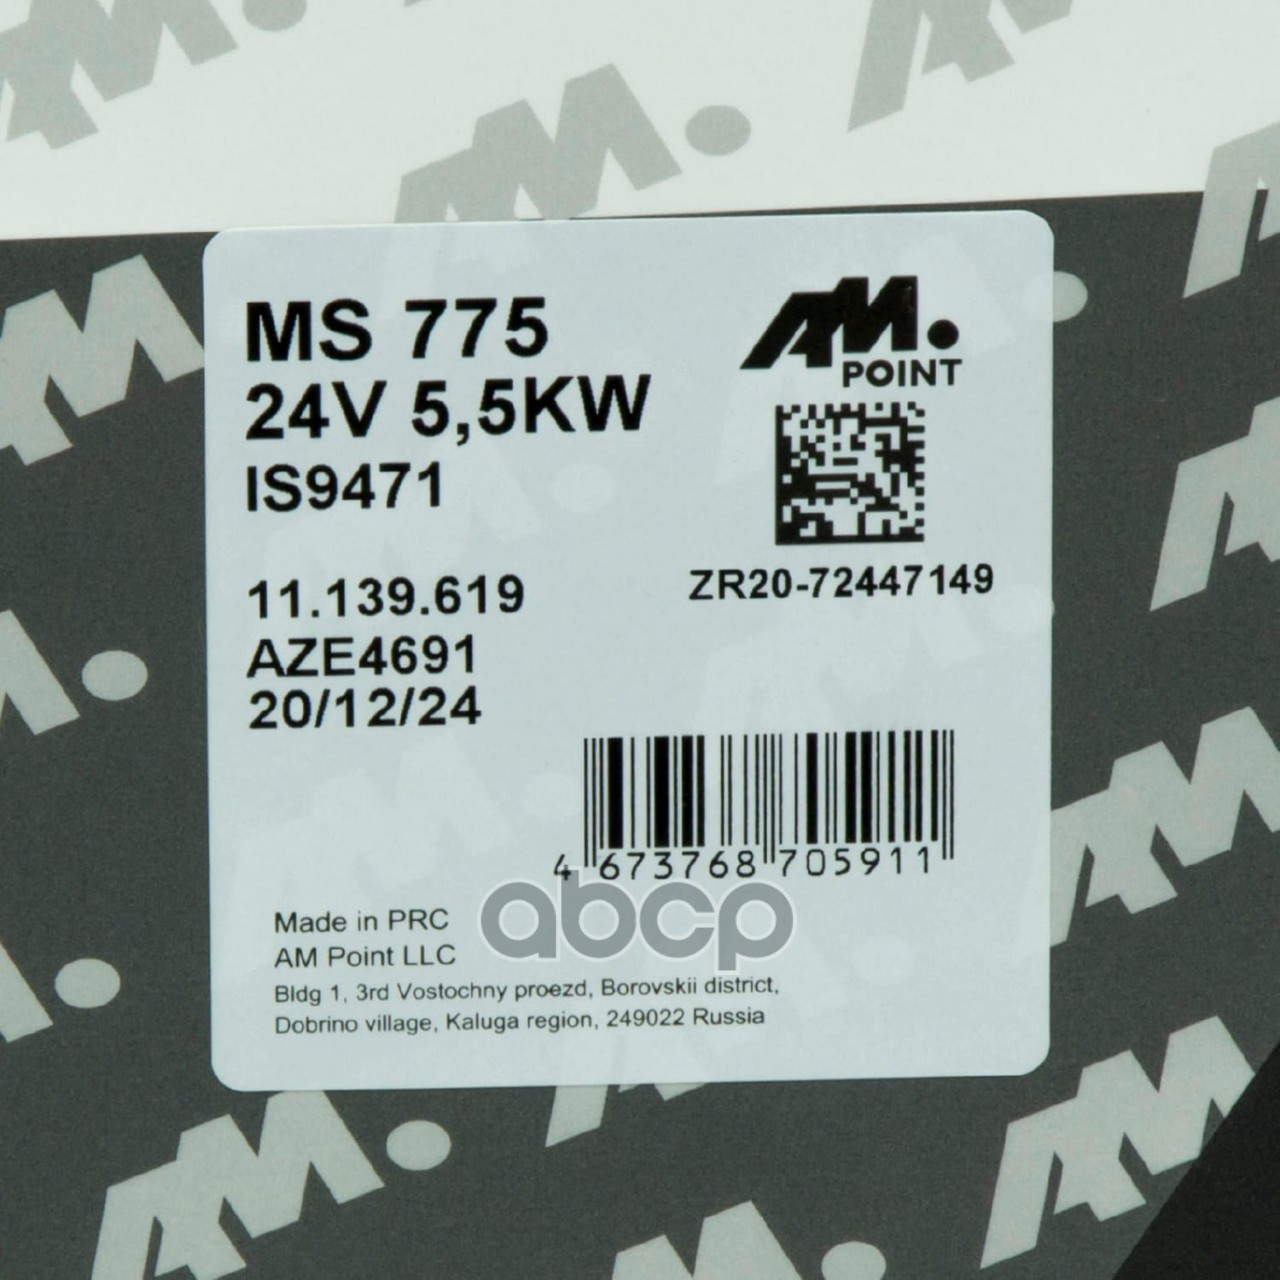 MS 775
24V 5,5KW
IS9471
AM.
POINT
11.139.619
AZE4691
20/12/24
ZR20-72447149
4 673768 705911
abcp
Made in PRC
AM Point LLC
Bldg 1, 3rd Vostochny proezd, Borovskii district,
Dobrino village, Kaluga region, 249022 Russia